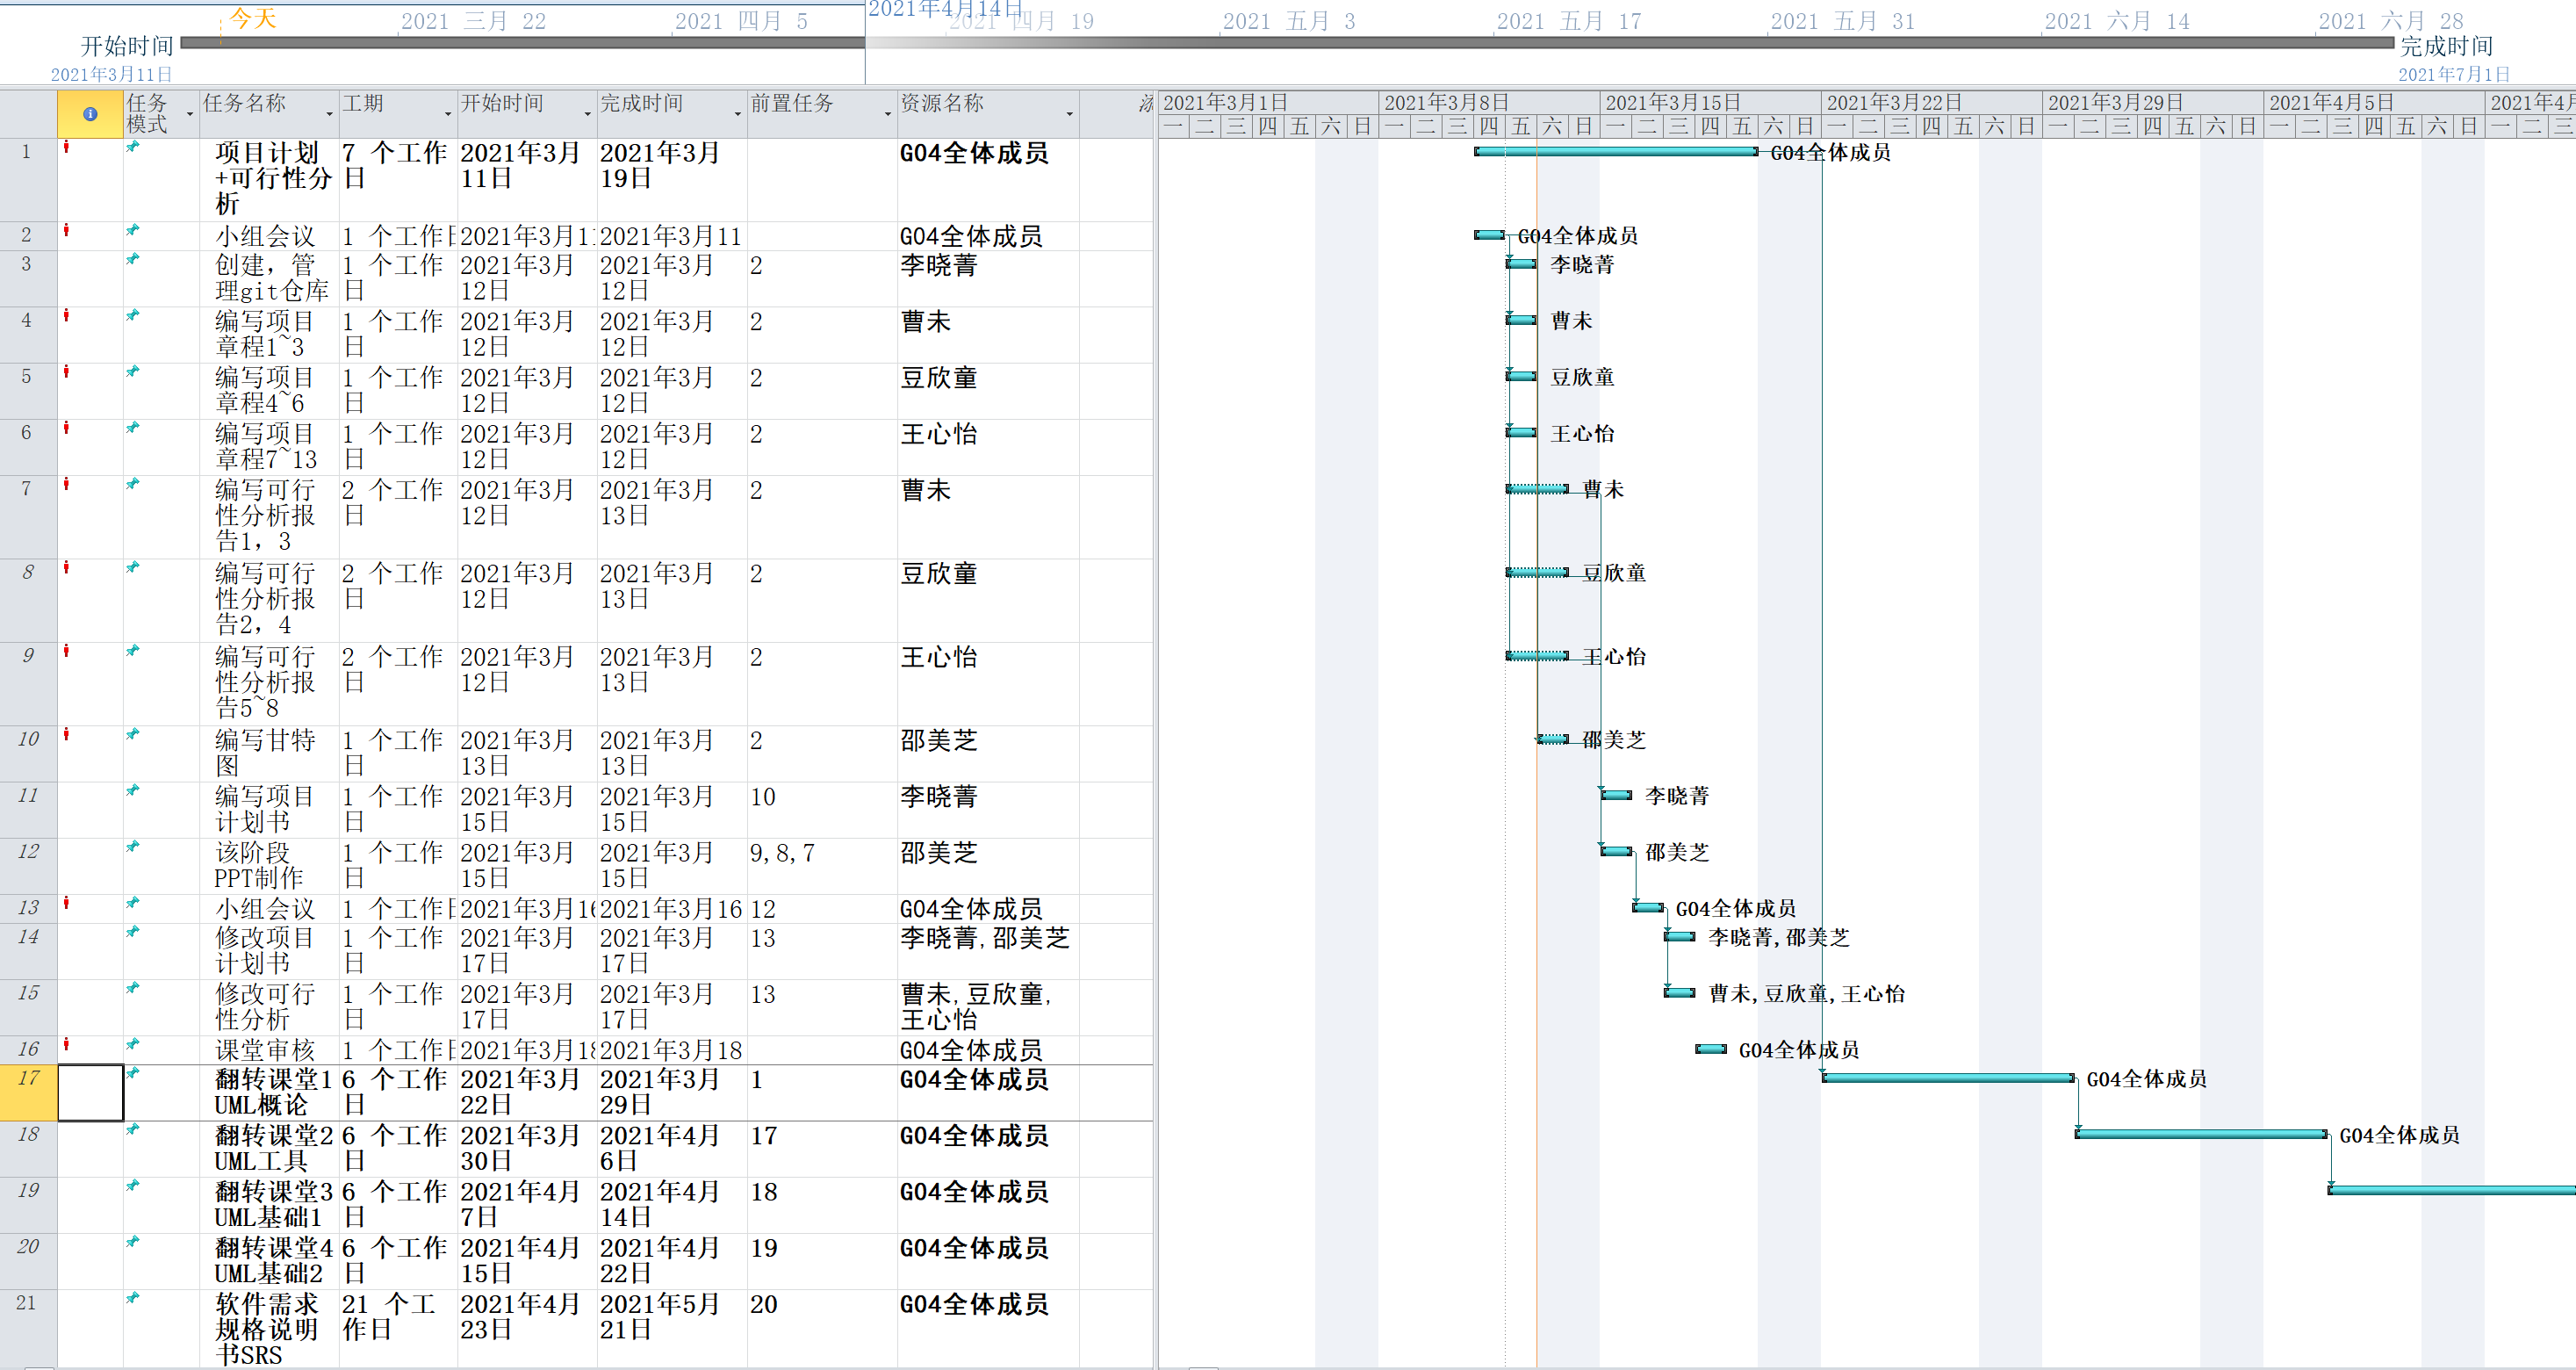 今天
2021 三月 22
2021 四月 5
2021年4月14日
2021 四月 19
2021 五月 3
2021 五月 17
2021 五月 31
2021 六月 14
2021 六月 28
开始时间
完成时间
2021年3月11日
2021年7月1日
任务模式 任务名称 工期 开始时间 完成时间 前置任务 资源名称
2021年3月1日 2021年3月8日 2021年3月15日 2021年3月22日 2021年3月29日 2021年4月5日 2021年4月
一 二 三 四 五 六 日 一 二 三 四 五 六 日 一 二 三 四 五 六 日 一 二 三 四 五 六 日 一 二 三 四 五 六 日 一 二 三 四 五 六 日 一 二 三
1 项目计划+可行性分析 7 个工作日 2021年3月11日 2021年3月19日 G04全体成员 G04全体成员
2 小组会议 1 个工作日 2021年3月11 2021年3月11 G04全体成员 G04全体成员
3 创建，管理git仓库 1 个工作日 2021年3月12日 2021年3月12日 2 李晓菁 李晓菁
4 编写项目章程1~3 1 个工作日 2021年3月12日 2021年3月12日 2 曹未 曹未
5 编写项目章程4~6 1 个工作日 2021年3月12日 2021年3月12日 2 豆欣童 豆欣童
6 编写项目章程7~13 1 个工作日 2021年3月12日 2021年3月12日 2 王心怡 王心怡
7 编写可行性分析报告1，3 2 个工作日 2021年3月12日 2021年3月13日 2 曹未 曹未
8 编写可行性分析报告2，4 2 个工作日 2021年3月12日 2021年3月13日 2 豆欣童 豆欣童
9 编写可行性分析报告5~8 2 个工作日 2021年3月12日 2021年3月13日 2 王心怡 王心怡
10 编写甘特图 1 个工作日 2021年3月13日 2021年3月13日 2 邵美芝 邵美芝
11 编写项目计划书 1 个工作日 2021年3月15日 2021年3月15日 10 李晓菁 李晓菁
12 该阶段PPT制作 1 个工作日 2021年3月15日 2021年3月15日 9,8,7 邵美芝 邵美芝
13 小组会议 1 个工作日 2021年3月16 2021年3月16 12 G04全体成员 G04全体成员
14 修改项目计划书 1 个工作日 2021年3月17日 2021年3月17日 13 李晓菁,邵美芝 李晓菁,邵美芝
15 修改可行性分析 1 个工作日 2021年3月17日 2021年3月17日 13 曹未,豆欣童,王心怡 曹未,豆欣童,王心怡
16 课堂审核 1 个工作日 2021年3月18 2021年3月18 G04全体成员 G04全体成员
17 翻转课堂1 UML概论 6 个工作日 2021年3月22日 2021年3月29日 1 G04全体成员 G04全体成员
18 翻转课堂2 UML工具 6 个工作日 2021年3月30日 2021年4月6日 17 G04全体成员 G04全体成员
19 翻转课堂3 UML基础1 6 个工作日 2021年4月7日 2021年4月14日 18 G04全体成员
20 翻转课堂4 UML基础2 6 个工作日 2021年4月15日 2021年4月22日 19 G04全体成员
21 软件需求规格说明书SRS 21 个工作日 2021年4月23日 2021年5月21日 20 G04全体成员